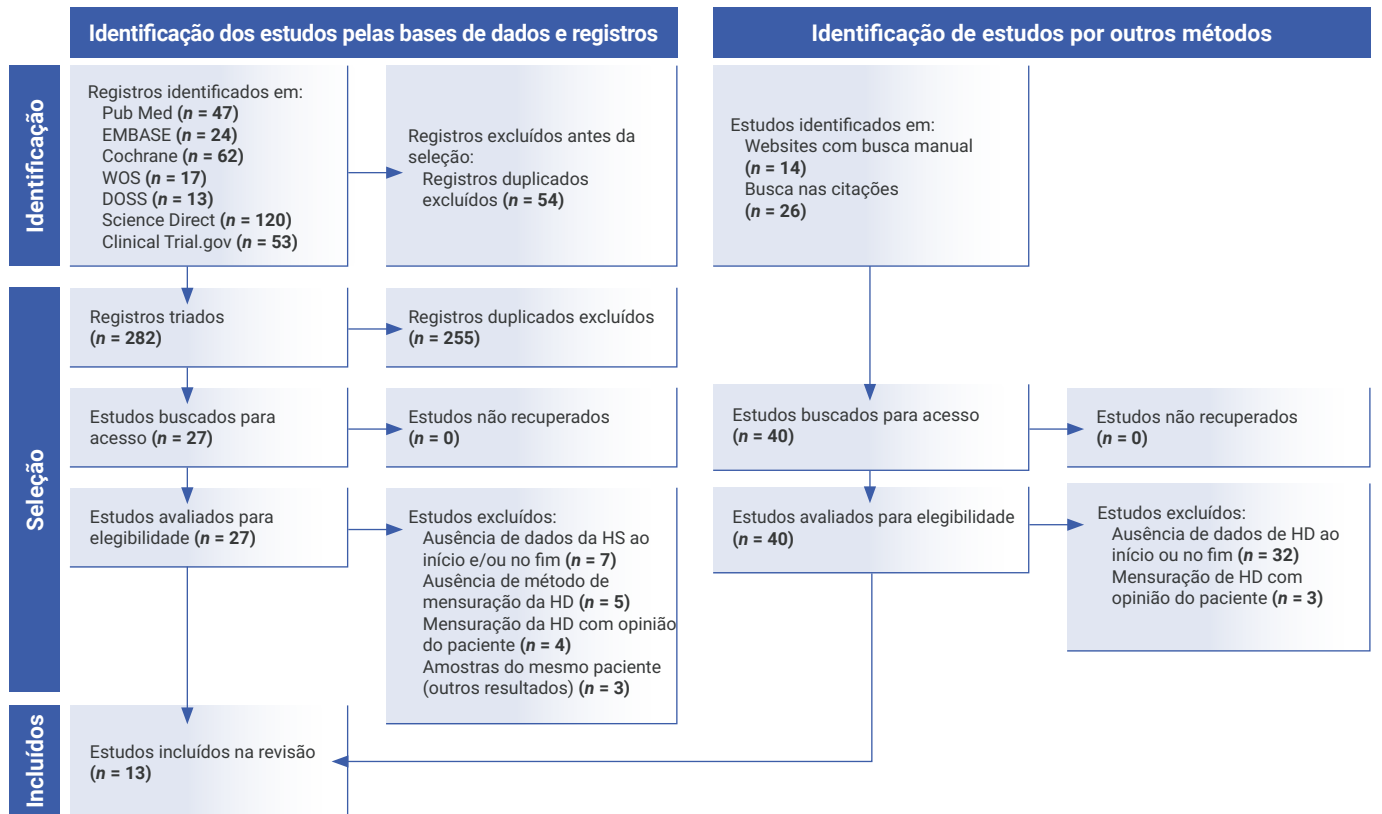 Identificação dos estudos pelas bases de dados e registros
Identificação de estudos por outros métodos
Identificação
Registros identificados em:
Pub Med (n = 47)
EMBASE (n = 24)
Cochrane (n = 62)
WOS (n = 17)
DOSS (n = 13)
Science Direct (n = 120)
Clinical Trial.gov (n = 53)
Registros excluídos antes da
seleção:
Registros duplicados
excluídos (n = 54)
Estudos identificados em:
Websites com busca manual
(n = 14)
Busca nas citações
(n = 26)
Seleção
Registros triados
(n = 282)
Registros duplicados excluídos
(n = 255)
Estudos buscados para
acesso (n = 27)
Estudos não recuperados
(n = 0)
Estudos buscados para acesso
(n = 40)
Estudos não recuperados
(n = 0)
Estudos avaliados para
elegibilidade (n = 27)
Estudos excluídos:
Ausência de dados da HS ao
início e/ou no fim (n = 7)
Ausência de método de
mensuração da HD (n = 5)
Mensuração da HD com opinião
do paciente (n = 4)
Amostras do mesmo paciente
(outros resultados) (n = 3)
Estudos avaliados para elegibilidade
(n = 40)
Estudos excluídos:
Ausência de dados de HD ao
início ou no fim (n = 32)
Mensuração de HD com
opinião do paciente (n = 3)
Incluídos
Estudos incluídos na revisão
(n = 13)